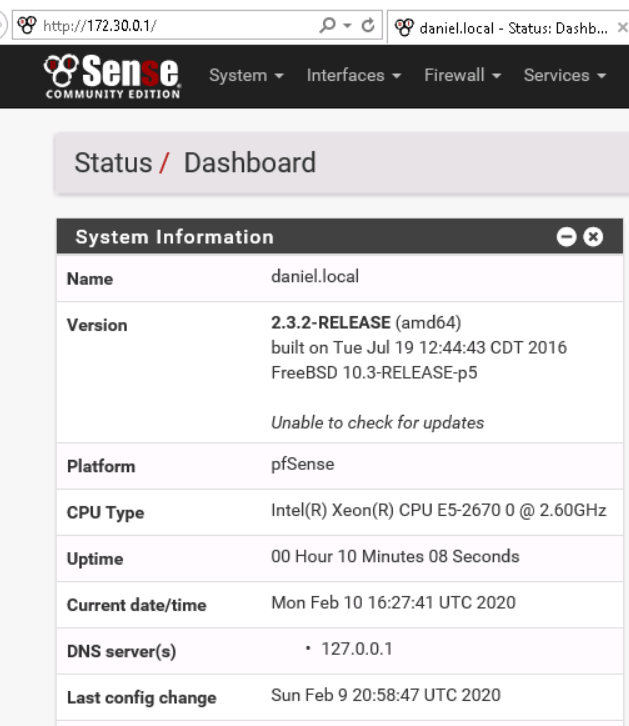 http://172.30.0.1/
daniel.local - Status: Dashb...
Sense
COMMUNITY EDITION
System
Interfaces
Firewall
Services
Status / Dashboard
System Information
Name daniel.local
Version 2.3.2-RELEASE (amd64)
built on Tue Jul 19 12:44:43 CDT 2016
FreeBSD 10.3-RELEASE-p5
Unable to check for updates
Platform pfSense
CPU Type Intel(R) Xeon(R) CPU E5-2670 0 @ 2.60GHz
Uptime 00 Hour 10 Minutes 08 Seconds
Current date/time Mon Feb 10 16:27:41 UTC 2020
DNS server(s) • 127.0.0.1
Last config change Sun Feb 9 20:58:47 UTC 2020